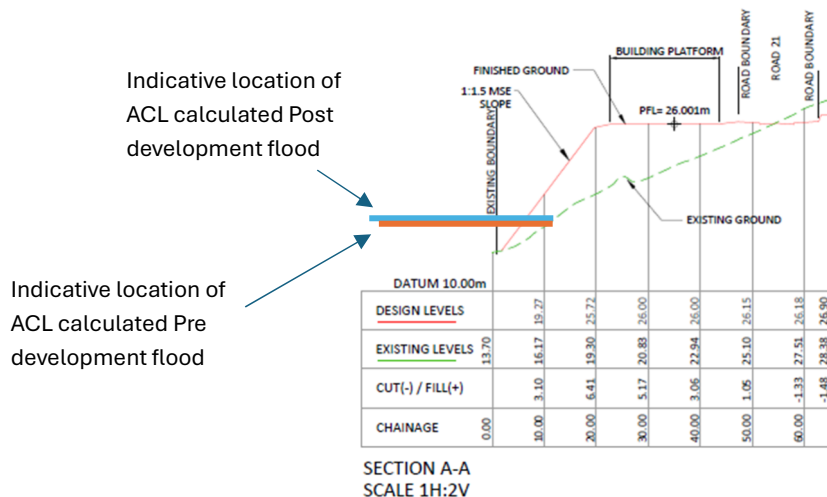 Indicative location of
ACL calculated Post
development flood
Indicative location of
ACL calculated Pre
development flood
EXISTING BOUNDARY
FINISHED GROUND
1:1.5 MSE
SLOPE
BUILDING PLATFORM
PFL= 26.001m
ROAD BOUNDARY
ROAD 21
ROAD BOUNDARY
EXISTING GROUND
DATUM 10.00m
DESIGN LEVELS 19.27 25.72 26.00 26.00 26.15 26.18 26.90
EXISTING LEVELS 13.70 16.17 19.30 20.83 22.94 25.10 27.51 28.38
CUT(-) / FILL(+) 3.10 6.41 5.17 3.06 1.05 -1.33 -1.48
CHAINAGE 0.00 10.00 20.00 30.00 40.00 50.00 60.00
SECTION A-A
SCALE 1H:2V